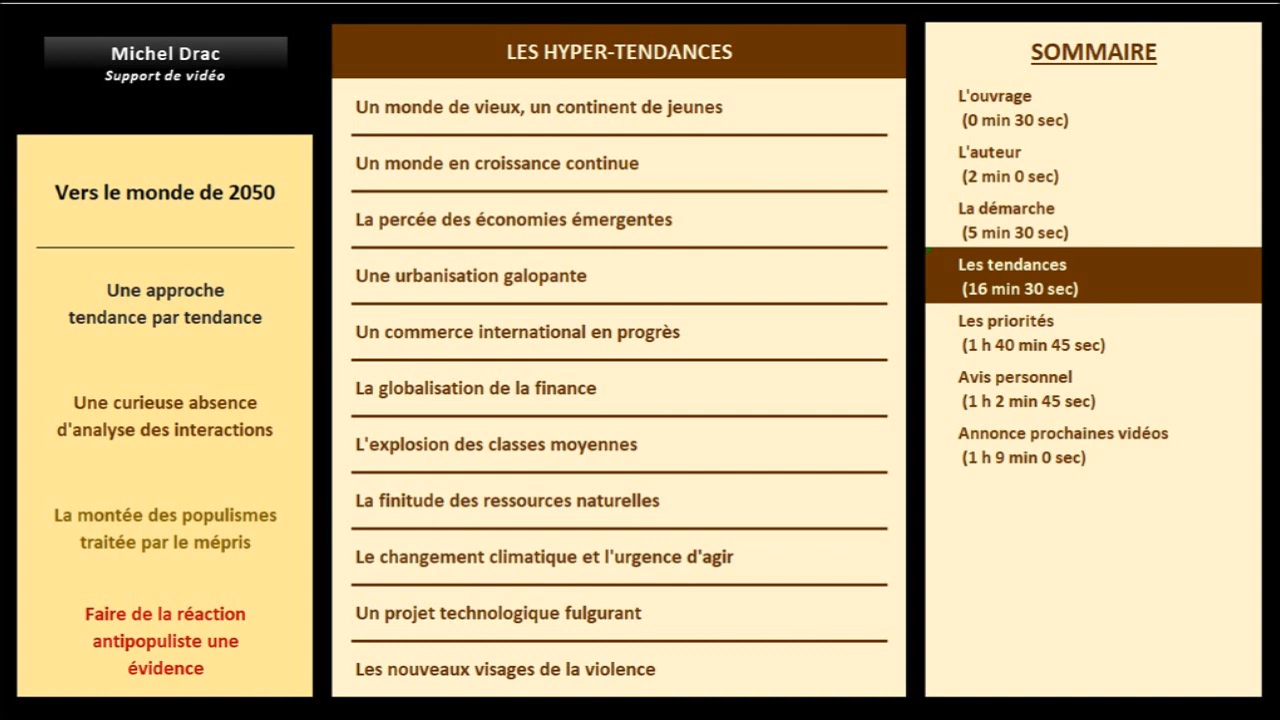 Michel Drac
Support de vidéo
Vers le monde de 2050
Une approche
tendance par tendance
Une curieuse absence
d'analyse des interactions
La montée des populismes
traitée par le mépris
Faire de la réaction
antipopuliste une
évidence
LES HYPER-TENDANCES
Un monde de vieux, un continent de jeunes
Un monde en croissance continue
La percée des économies émergentes
Une urbanisation galopante
Un commerce international en progrès
La globalisation de la finance
L'explosion des classes moyennes
La finitude des ressources naturelles
Le changement climatique et l'urgence d'agir
Un projet technologique fulgurant
Les nouveaux visages de la violence
SOMMAIRE
L'ouvrage
(0 min 30 sec)
L'auteur
(2 min 0 sec)
La démarche
(5 min 30 sec)
Les tendances
(16 min 30 sec)
Les priorités
(1 h 40 min 45 sec)
Avis personnel
(1 h 2 min 45 sec)
Annonce prochaines vidéos
(1 h 9 min 0 sec)